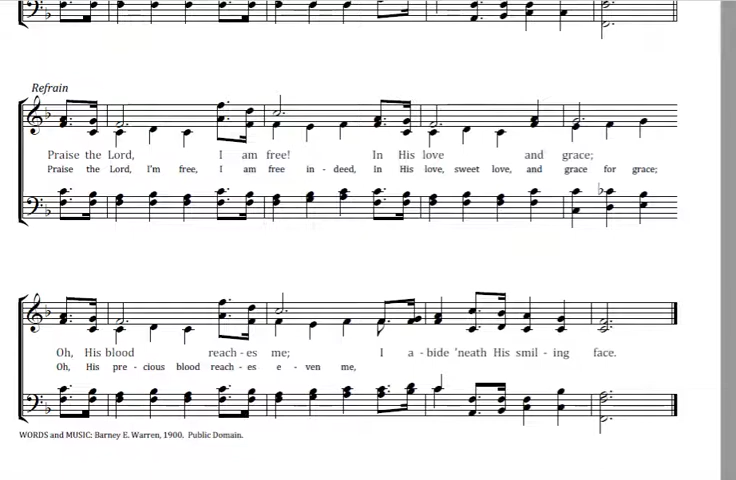 Refrain
Praise the Lord, I am free! In His love and grace;
Praise the Lord, I'm free, I am free in - deed, In His love, sweet love, and grace for grace;
Oh, His blood reach - es me; I a - bide 'neath His smil - ing face.
Oh, His pre - cious blood reach - es e - ven me,
WORDS and MUSIC: Barney E. Warren, 1900. Public Domain.